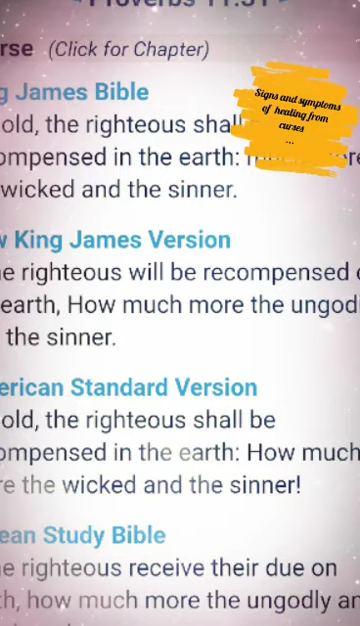 Proverbs 11:31
rse (Click for Chapter)
g James Bible
old, the righteous shall
ompensed in the earth:
wicked and the sinner.
Signs and symptoms
of healing from
curses
...
w King James Version
e righteous will be recompensed
earth, How much more the ungod
the sinner.
erican Standard Version
old, the righteous shall be
ompensed in the earth: How much
re the wicked and the sinner!
ean Study Bible
e righteous receive their due on
th, how much more the ungodly an